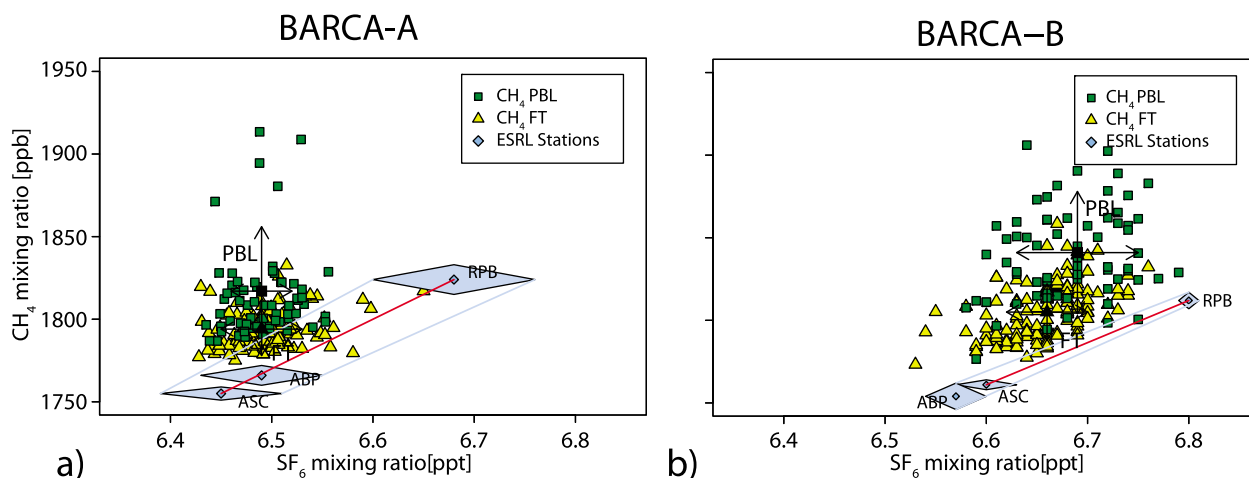 BARCA-A
BARCA–B
CH₄ mixing ratio [ppb]
1950
1900
1850
1800
1750
CH₄ PBL
CH₄ FT
ESRL Stations
PBL
FT
RPB
ABP
ASC
6.4 6.5 6.6 6.7 6.8
SF₆ mixing ratio[ppt]
a)
CH₄ PBL
CH₄ FT
ESRL Stations
PBL
FT
RPB
ASC
ABP
6.4 6.5 6.6 6.7 6.8
SF₆ mixing ratio[ppt]
b)